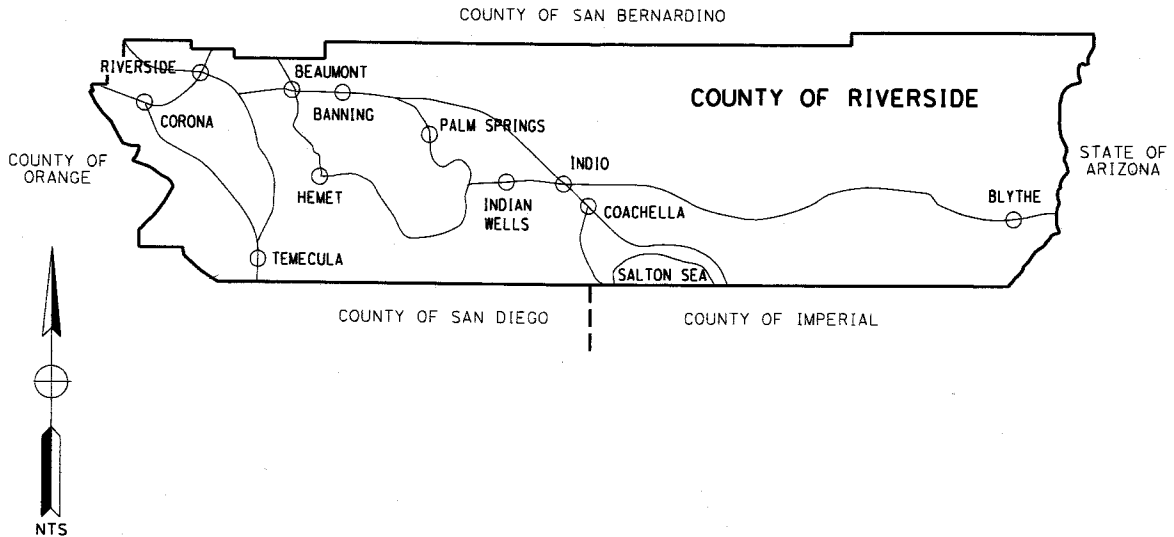 COUNTY OF SAN BERNARDINO
RIVERSIDE
BEAUMONT
COUNTY OF RIVERSIDE
CORONA
BANNING
PALM SPRINGS
COUNTY OF
ORANGE
STATE OF
ARIZONA
INDIO
HEMET
INDIAN
WELLS
COACHELLA
BLYTHE
TEMECULA
SALTON SEA
COUNTY OF SAN DIEGO
COUNTY OF IMPERIAL
NTS